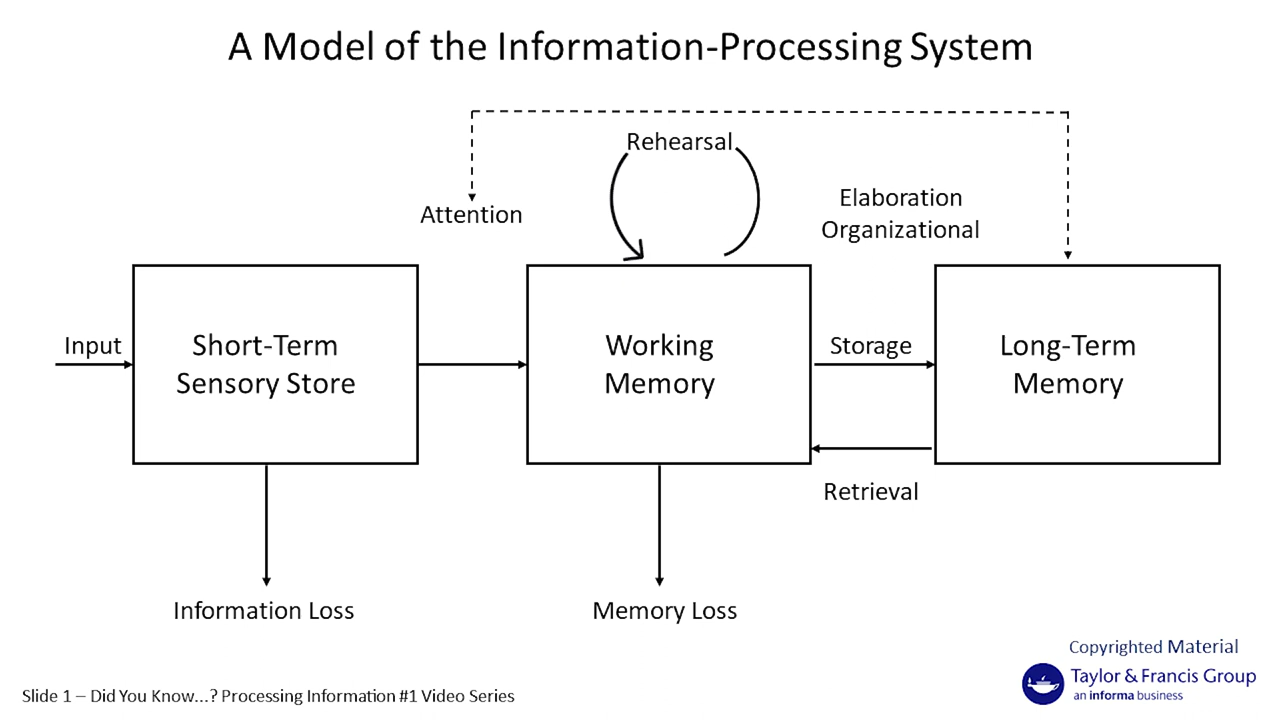 A Model of the Information-Processing System
Rehearsal
Attention
Elaboration
Organizational
Input
Short-Term
Sensory Store
Working
Memory
Storage
Long-Term
Memory
Retrieval
Information Loss
Memory Loss
Copyrighted Material
Taylor & Francis Group
an informa business
Slide 1 – Did You Know...? Processing Information #1 Video Series